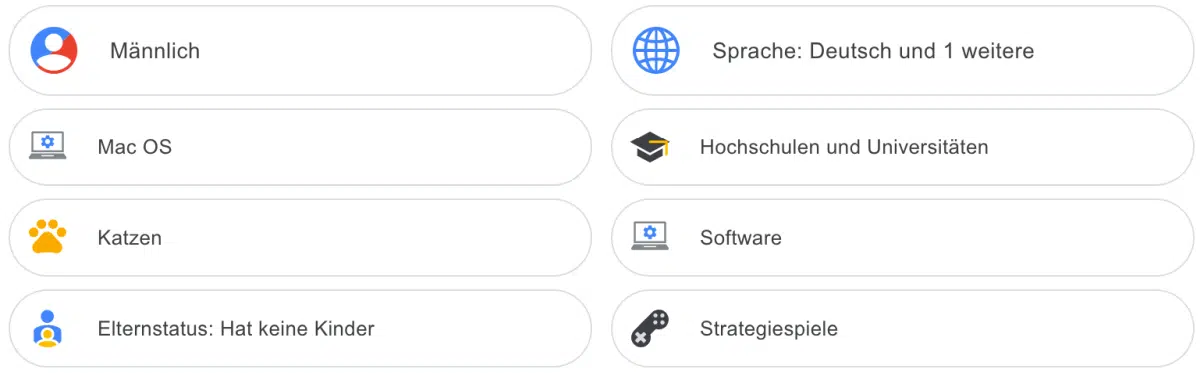 Männlich
Sprache: Deutsch und 1 weitere
Mac OS
Hochschulen und Universitäten
Katzen
Software
Elternstatus: Hat keine Kinder
Strategiespiele